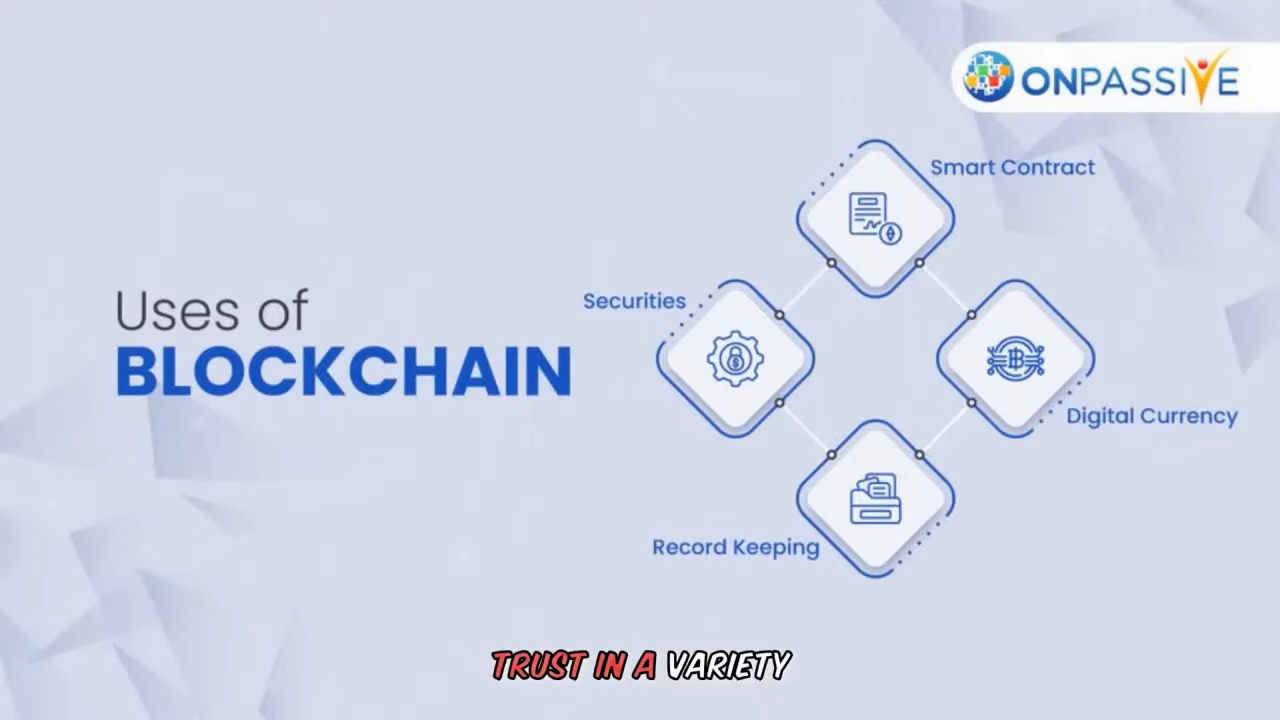 ONPASSIVE
Smart Contract
Securities
Uses of
BLOCKCHAIN
Digital Currency
Record Keeping
TRUST IN A VARIETY